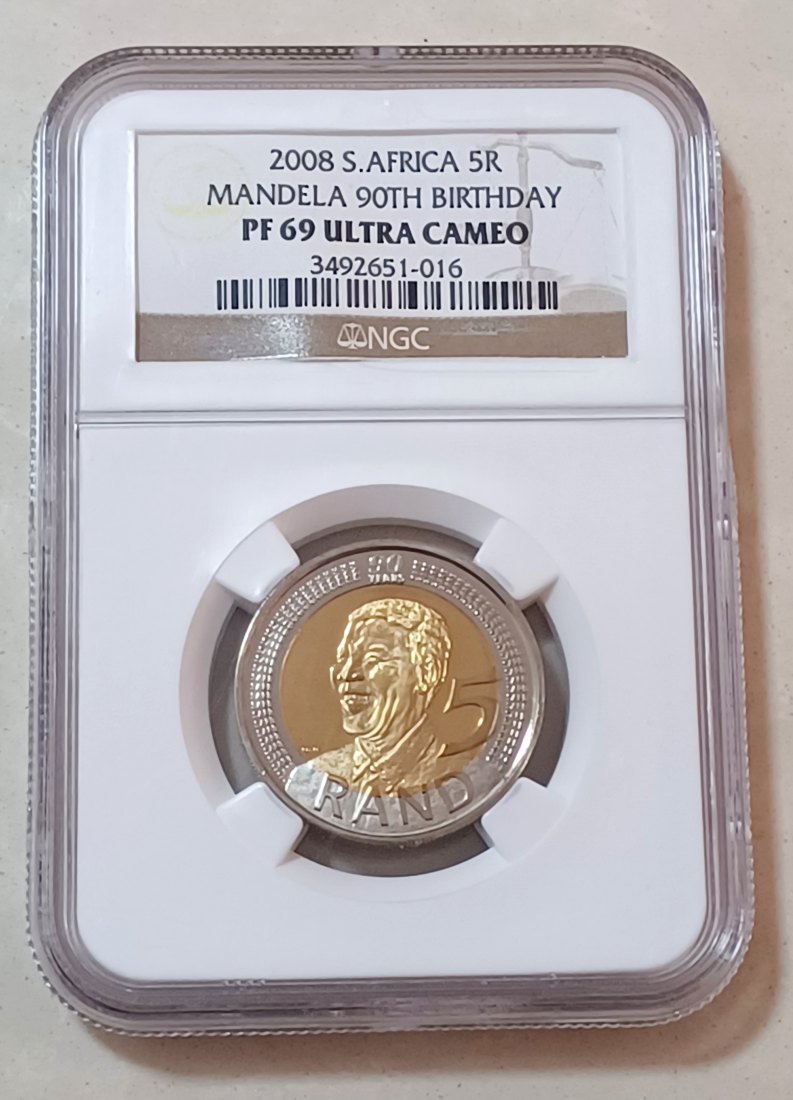 2008 S.AFRICA 5R
MANDELA 90TH BIRTHDAY
PF 69 ULTRA CAMEO
3492651-016
NGC
90
YEARS
5
RAND